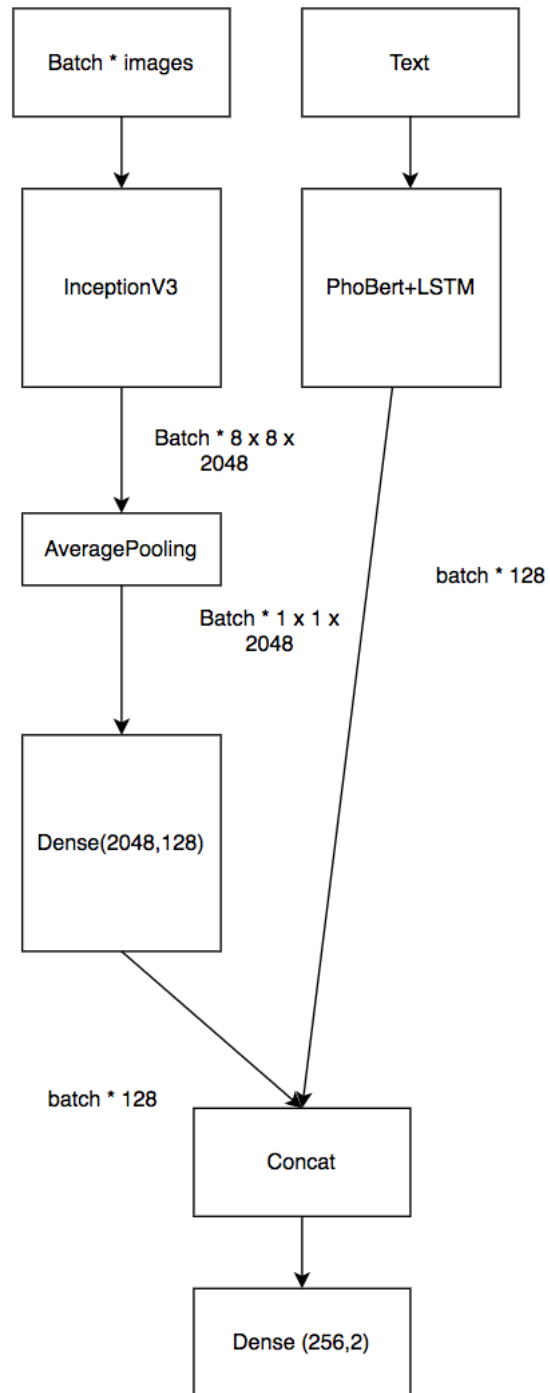 Batch * images
Text
InceptionV3
PhoBert+LSTM
Batch * 8 x 8 x
2048
AveragePooling
batch * 128
Batch * 1 x 1 x
2048
Dense(2048,128)
batch * 128
Concat
Dense (256,2)